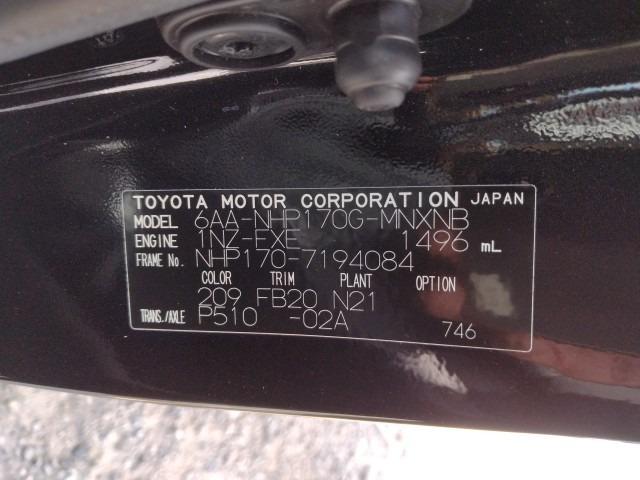 TOYOTA MOTOR CORPORATION JAPAN
MODEL 6AA-NHP170G-MNXNB
ENGINE 1NZ-EXE 1496 mL
FRAME No. NHP170-7194084
COLOR TRIM PLANT OPTION
209 FB20 N21
TRANS./AXLE P510 -02A 746